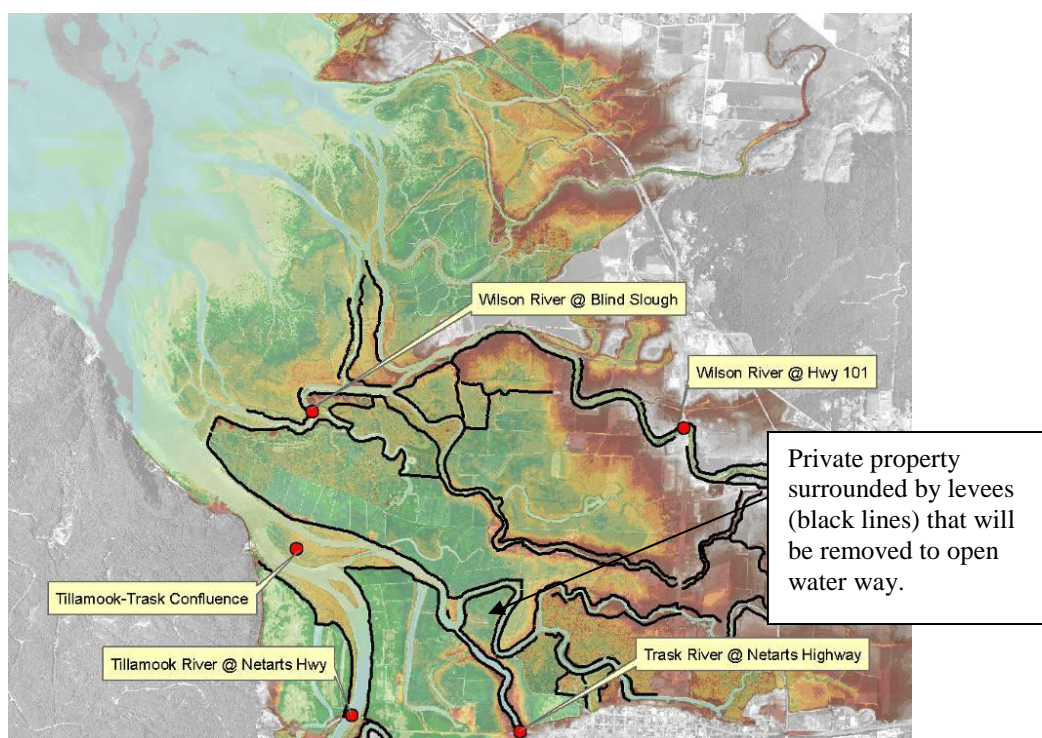 Wilson River @ Blind Slough
Wilson River @ Hwy 101
Private property
surrounded by levees
(black lines) that will
be removed to open
water way.
Tillamook-Trask Confluence
Tillamook River @ Netarts Hwy
Trask River @ Netarts Highway